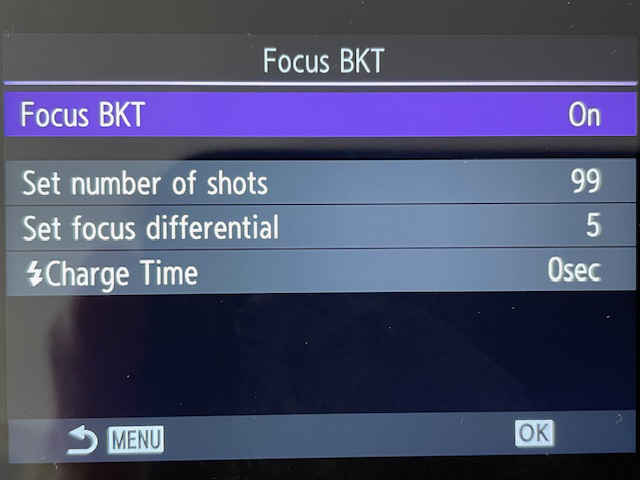 Focus BKT
Focus BKT On
Set number of shots 99
Set focus differential 5
Charge Time 0sec
MENU OK